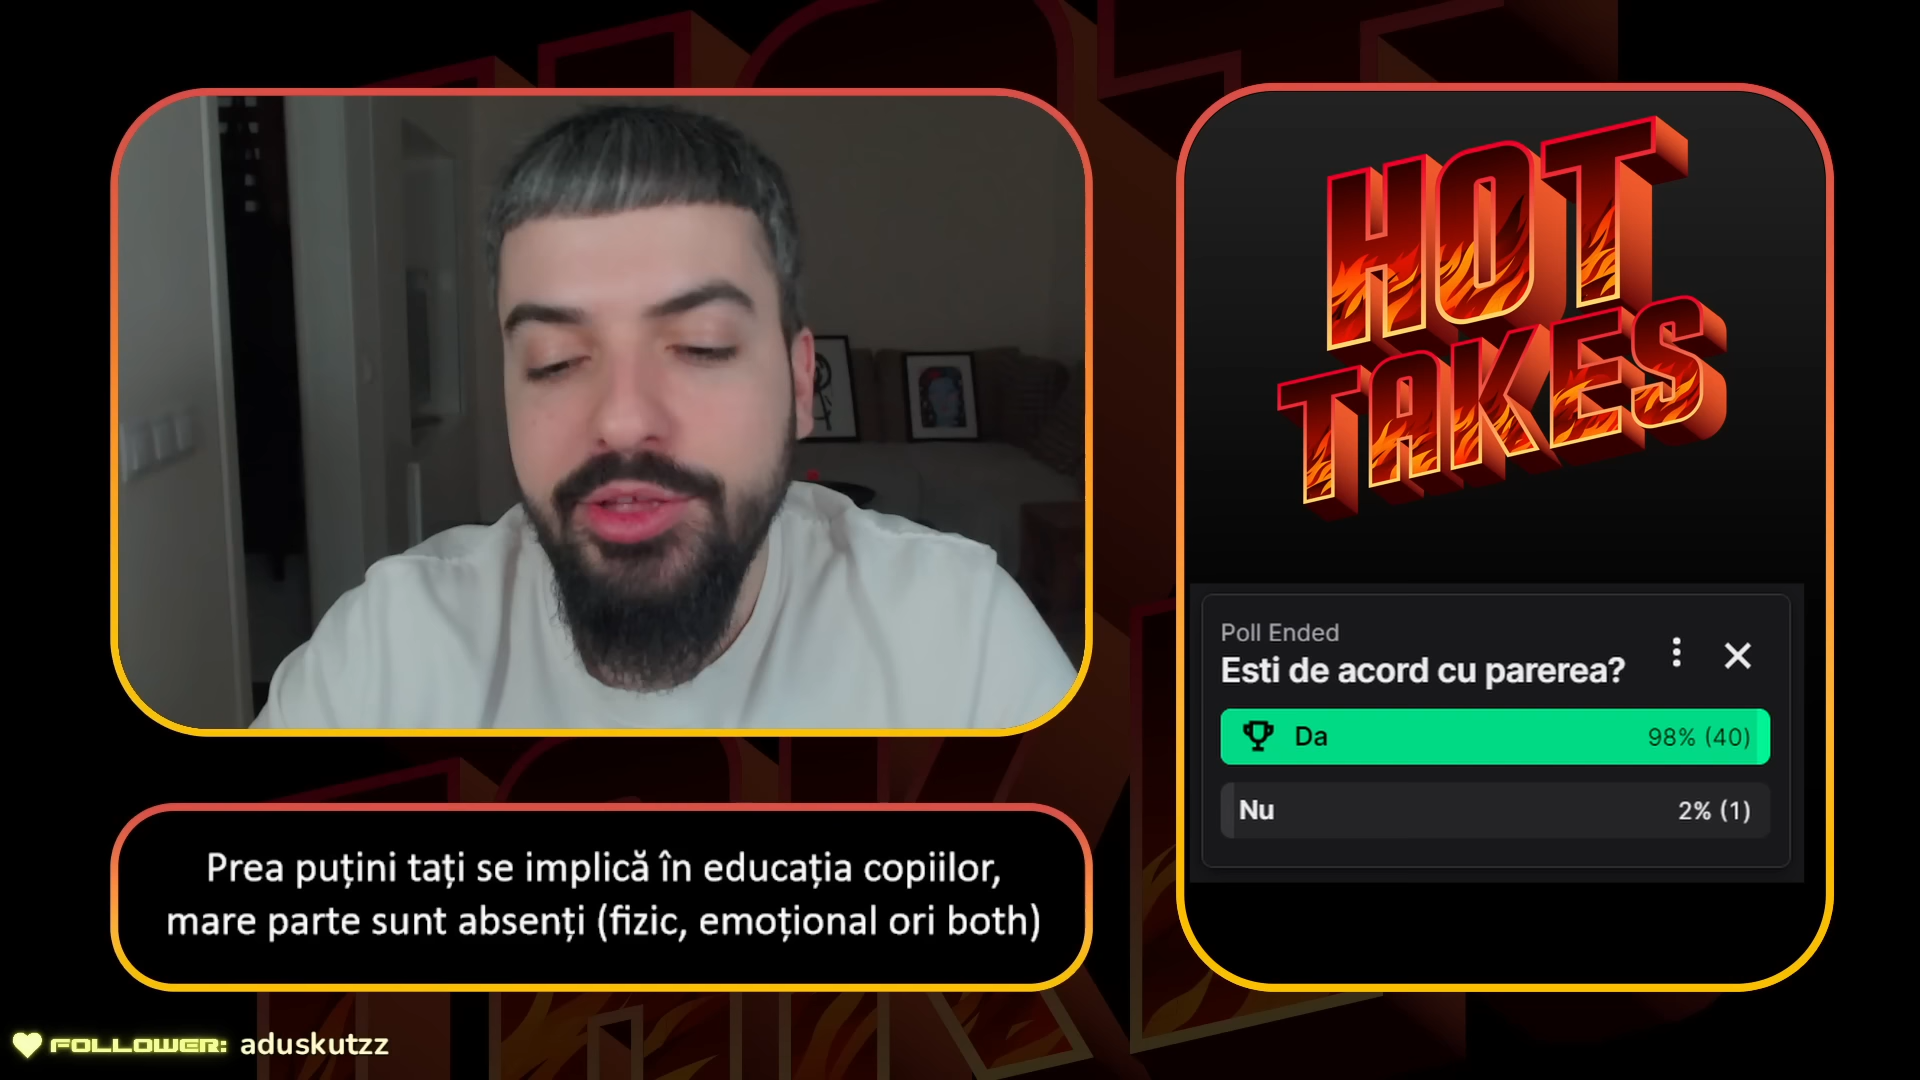 HOT
TAKES
Poll Ended
Esti de acord cu parerea?
Da 98% (40)
Nu 2% (1)
Prea puțini tați se implică în educația copiilor,
mare parte sunt absenți (fizic, emoțional ori both)
FOLLOWER: aduskutzz